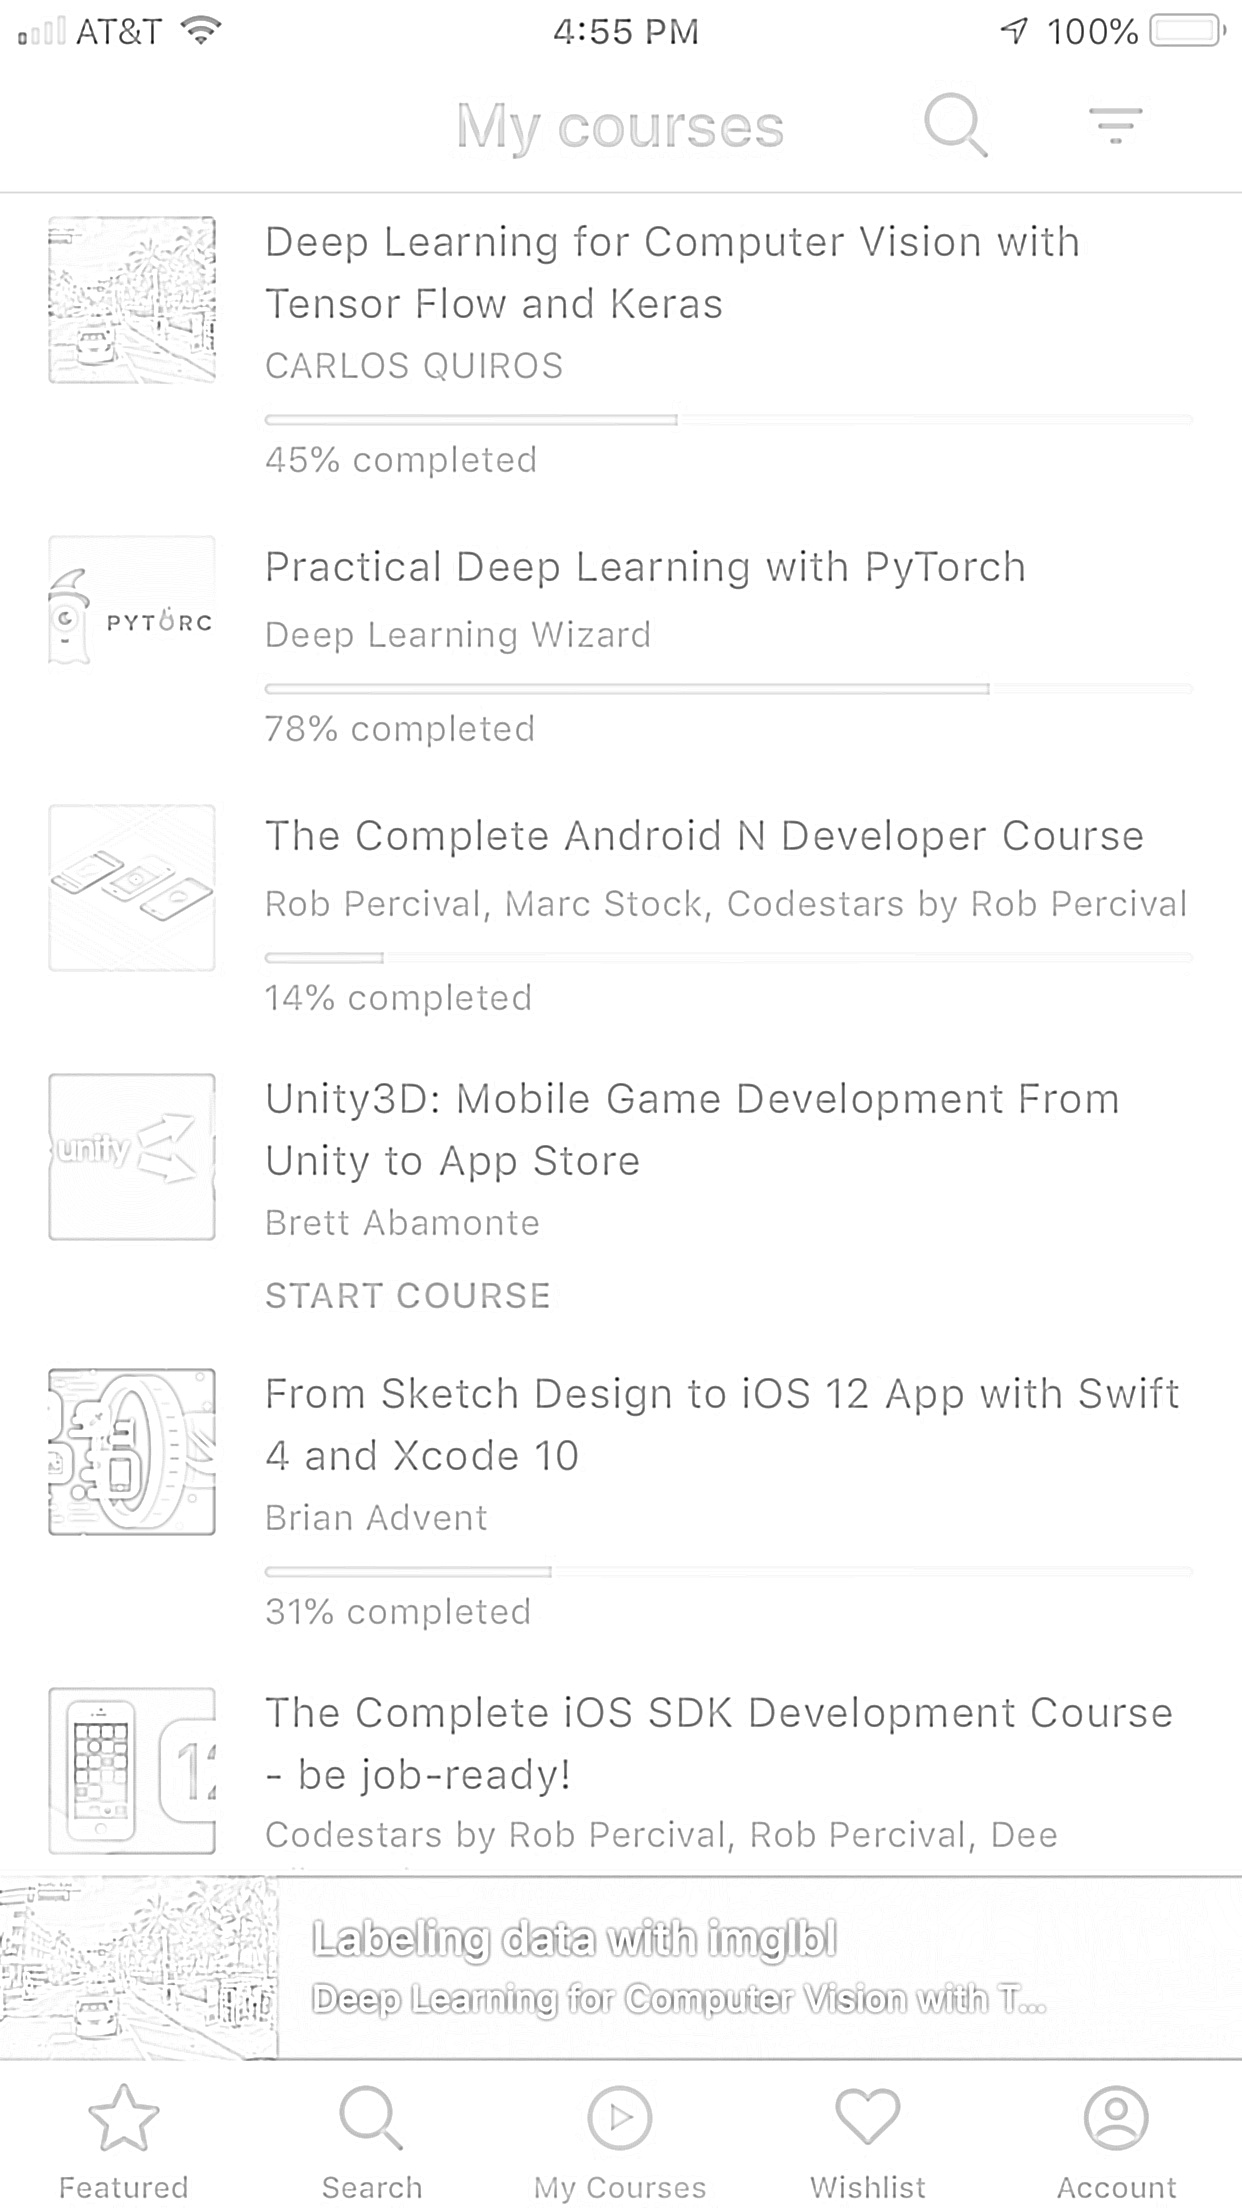 AT&T 4:55 PM 100%
My courses
Deep Learning for Computer Vision with
Tensor Flow and Keras
CARLOS QUIROS
45% completed
PYTORC
Practical Deep Learning with PyTorch
Deep Learning Wizard
78% completed
The Complete Android N Developer Course
Rob Percival, Marc Stock, Codestars by Rob Percival
14% completed
unity
Unity3D: Mobile Game Development From
Unity to App Store
Brett Abamonte
START COURSE
From Sketch Design to iOS 12 App with Swift
4 and Xcode 10
Brian Advent
31% completed
12
The Complete iOS SDK Development Course
- be job-ready!
Codestars by Rob Percival, Rob Percival, Dee
Labeling data with imglbl
Deep Learning for Computer Vision with T...
Featured Search My Courses Wishlist Account